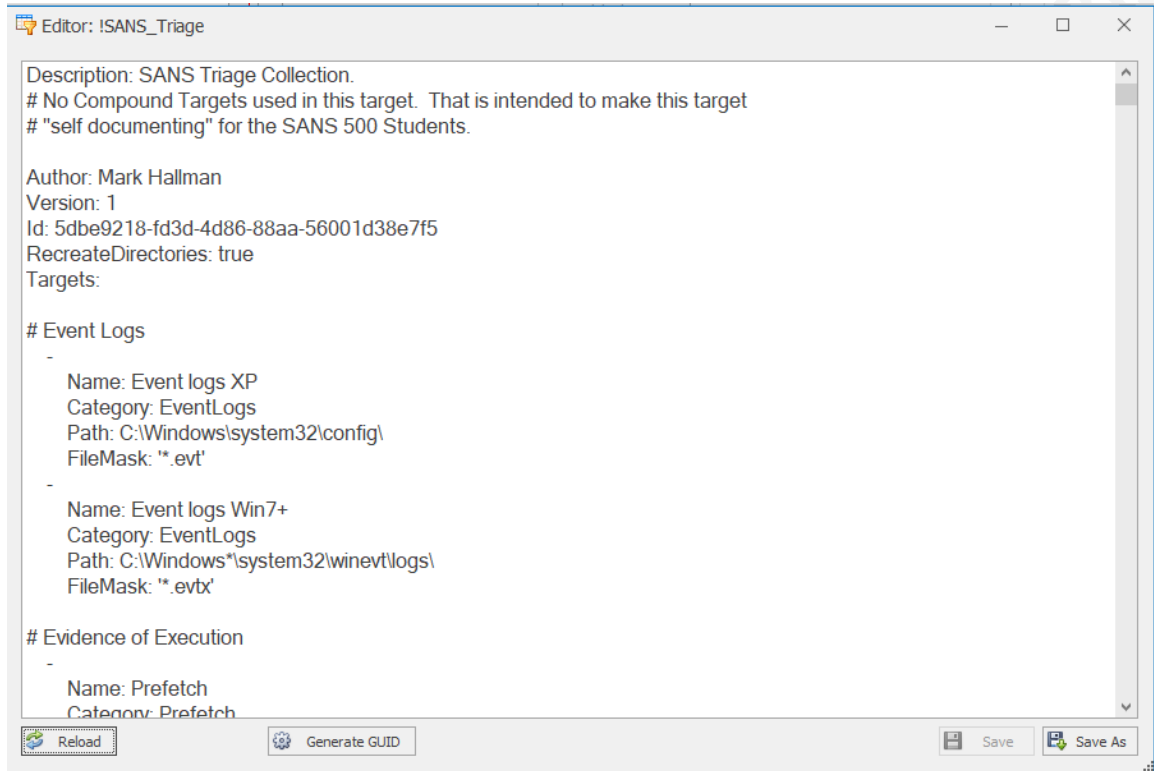 Editor: !SANS_Triage
Description: SANS Triage Collection.
# No Compound Targets used in this target.  That is intended to make this target
# "self documenting" for the SANS 500 Students.
Author: Mark Hallman
Version: 1
Id: 5dbe9218-fd3d-4d86-88aa-56001d38e7f5
RecreateDirectories: true
Targets:
# Event Logs
-
Name: Event logs XP
Category: EventLogs
Path: C:\Windows\system32\config\
FileMask: '*.evt'
-
Name: Event logs Win7+
Category: EventLogs
Path: C:\Windows*\system32\winevt\logs\
FileMask: '*.evtx'
# Evidence of Execution
-
Name: Prefetch
Category: Prefetch
Reload Generate GUID Save Save As